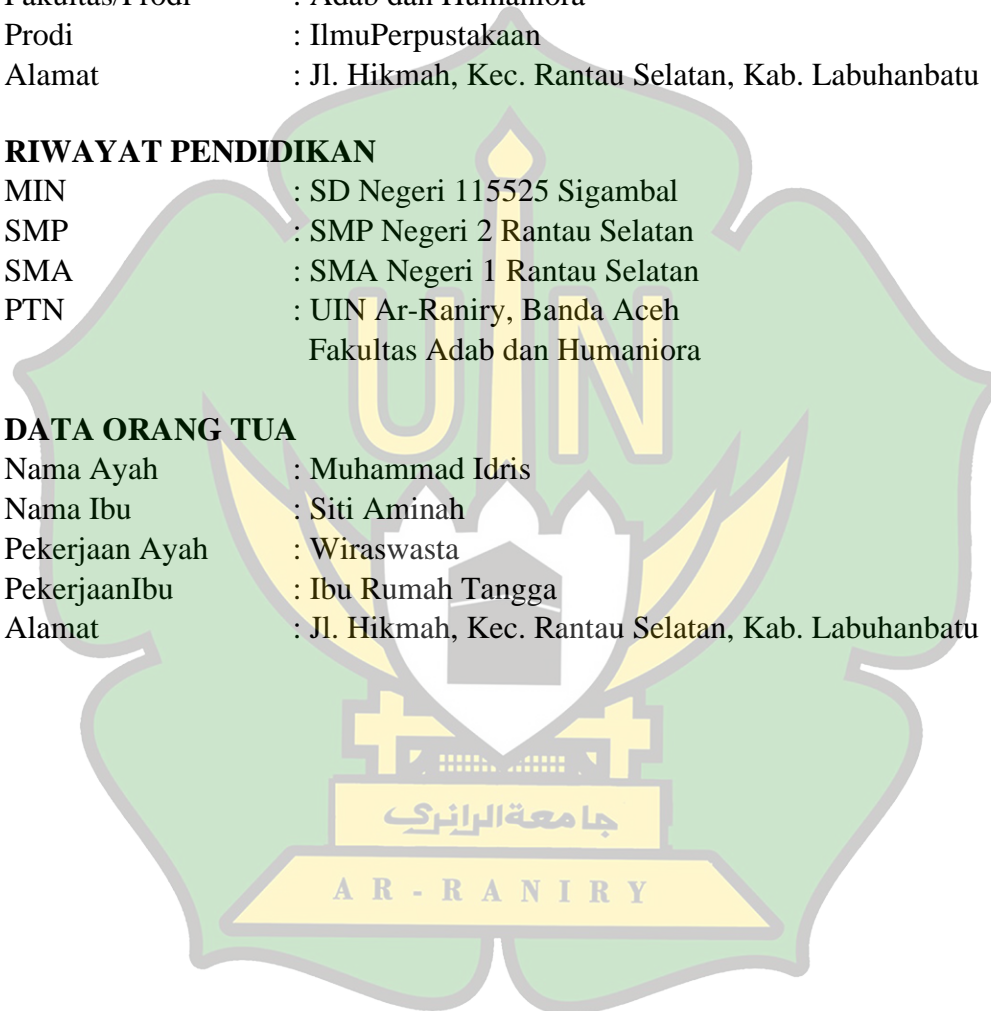 Fakultas/Prodi : Adab dan Humaniora
Prodi : IlmuPerpustakaan
Alamat : Jl. Hikmah, Kec. Rantau Selatan, Kab. Labuhanbatu
RIWAYAT PENDIDIKAN
MIN : SD Negeri 115525 Sigambal
SMP : SMP Negeri 2 Rantau Selatan
SMA : SMA Negeri 1 Rantau Selatan
PTN : UIN Ar-Raniry, Banda Aceh
Fakultas Adab dan Humaniora
DATA ORANG TUA
Nama Ayah : Muhammad Idris
Nama Ibu : Siti Aminah
Pekerjaan Ayah : Wiraswasta
PekerjaanIbu : Ibu Rumah Tangga
Alamat : Jl. Hikmah, Kec. Rantau Selatan, Kab. Labuhanbatu
UIN
جامعة الرانري
AR-RANIRY